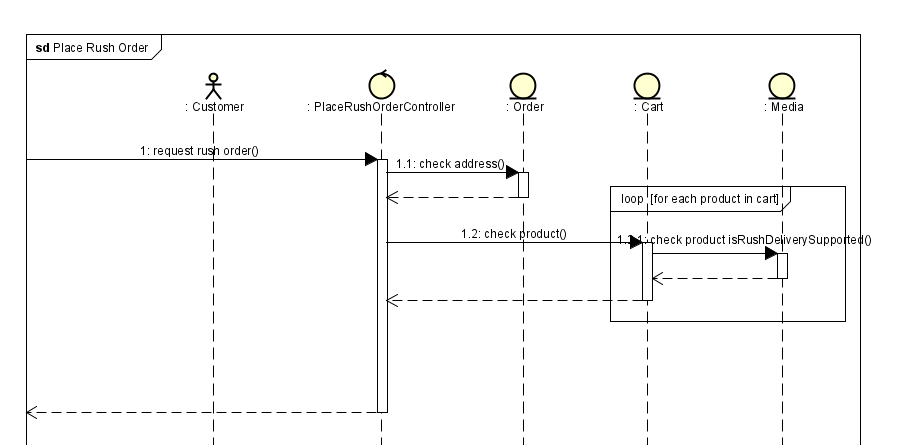 sd Place Rush Order
: Customer
: PlaceRushOrderController
: Order
: Cart
: Media
1: request rush order()
1.1: check address()
loop [for each product in cart]
1.2: check product()
1.2.1: check product isRushDeliverySupported()